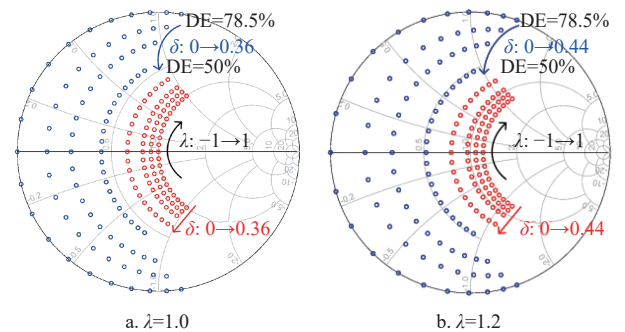 DE=78.5%
δ: 0→0.36
DE=50%
λ: −1→1
δ: 0→0.36
a. λ=1.0
DE=78.5%
δ: 0→0.44
DE=50%
λ: −1→1
δ: 0→0.44
b. λ=1.2